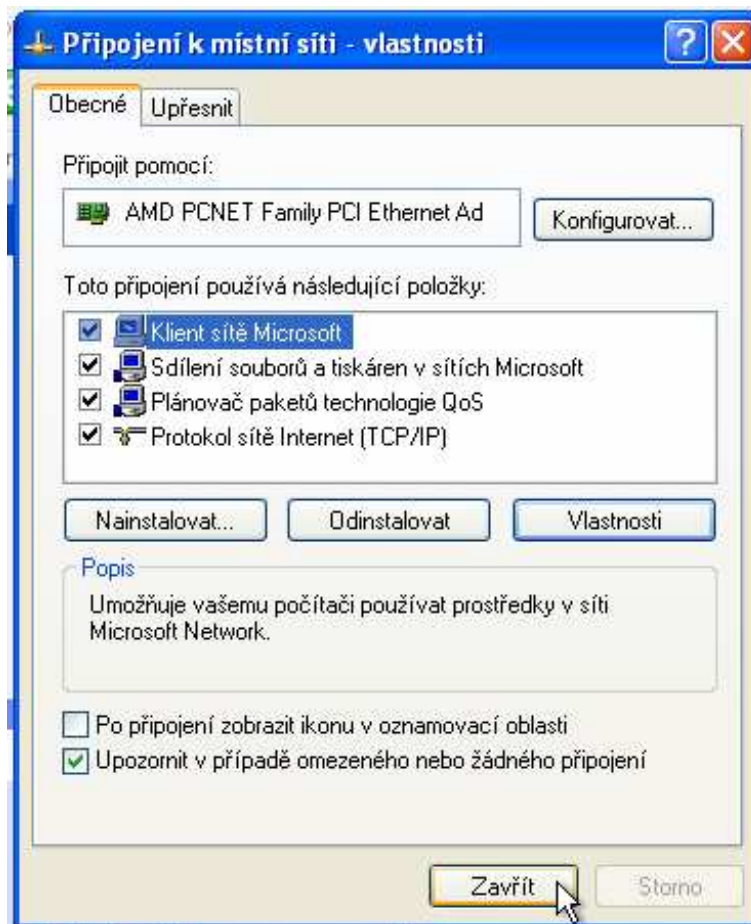 Připojení k místní síti - vlastnosti
Obecné
Upřesnit
Připojit pomocí:
AMD PCNET Family PCI Ethernet Ad
Konfigurovat...
Toto připojení používá následující položky:
Klient sítě Microsoft
Sdílení souborů a tiskáren v sítích Microsoft
Plánovač paketů technologie QoS
Protokol sítě Internet (TCP/IP)
Nainstalovat...
Odinstalovat
Vlastnosti
Popis
Umožňuje vašemu počítači používat prostředky v síti
Microsoft Network.
Po připojení zobrazit ikonu v oznamovací oblasti
Upozornit v případě omezeného nebo žádného připojení
Zavřít
Storno